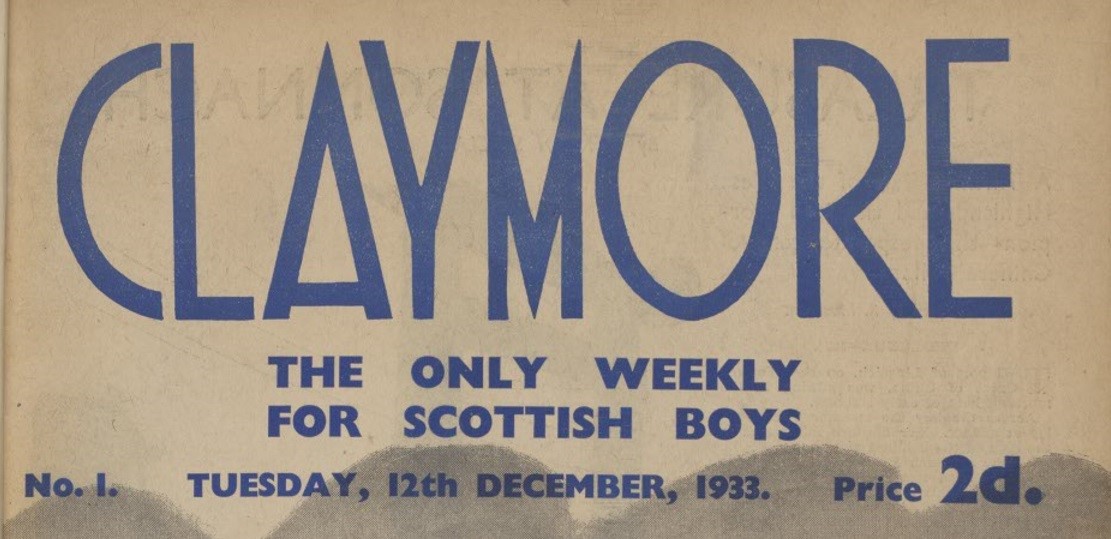 CLAYMORE
THE ONLY WEEKLY
FOR SCOTTISH BOYS
No. 1. TUESDAY, 12th DECEMBER, 1933. Price 2d.